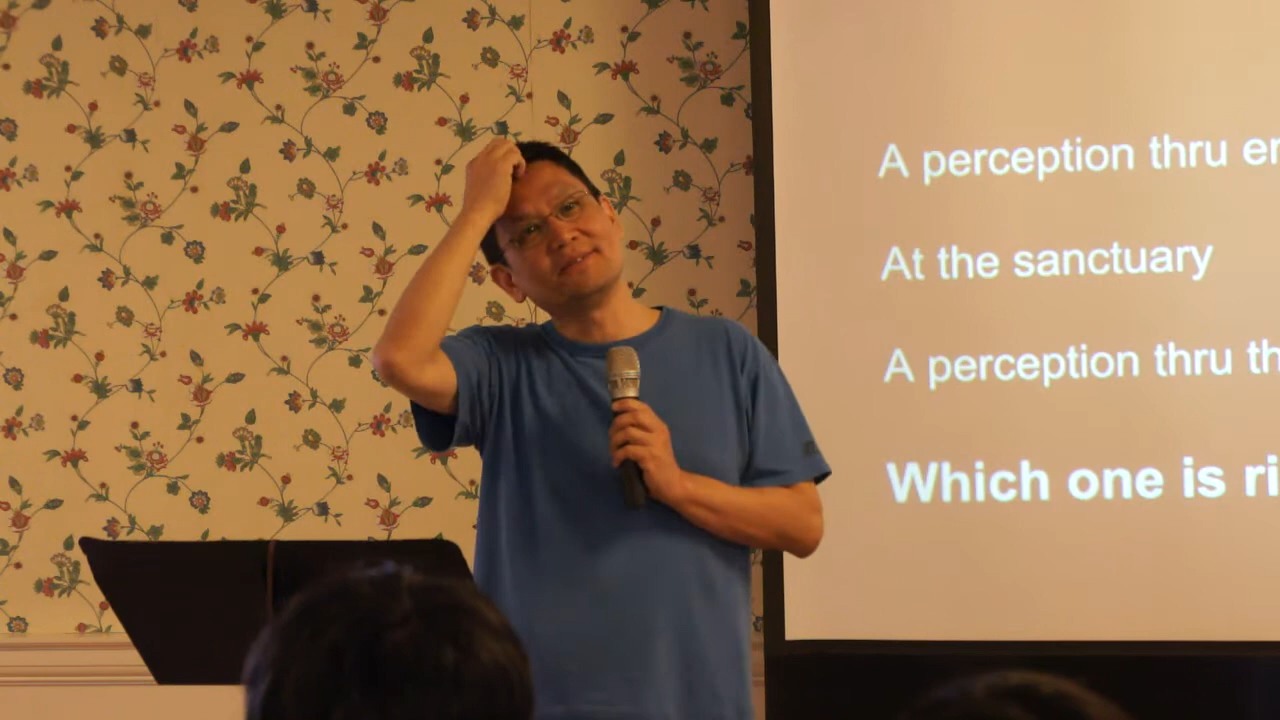 A perception thru
At the sanctuary
A perception thru
Which one is